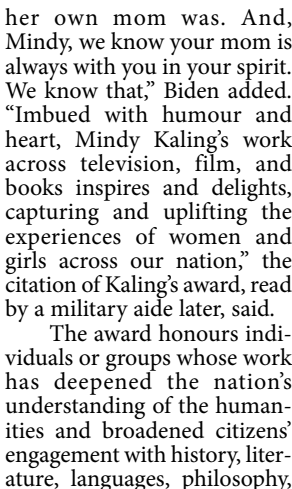 her own mom was. And,
Mindy, we know your mom is
always with you in your spirit.
We know that,” Biden added.
“Imbued with humour and
heart, Mindy Kaling’s work
across television, film, and
books inspires and delights,
capturing and uplifting the
experiences of women and
girls across our nation,” the
citation of Kaling’s award, read
by a military aide later, said.
The award honours indi-
viduals or groups whose work
has deepened the nation’s
understanding of the human-
ities and broadened citizens’
engagement with history, liter-
ature, languages, philosophy,